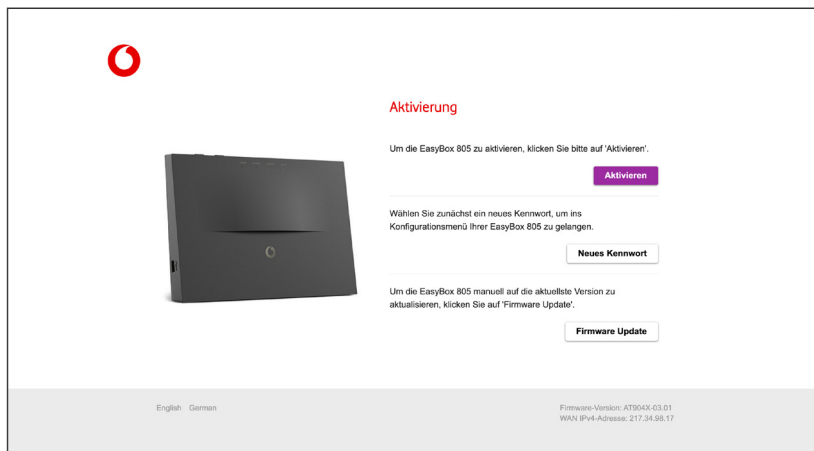 Aktivierung
Um die EasyBox 805 zu aktivieren, klicken Sie bitte auf 'Aktivieren'.
Aktivieren
Wählen Sie zunächst ein neues Kennwort, um ins
Konfigurationsmenü Ihrer EasyBox 805 zu gelangen.
Neues Kennwort
Um die EasyBox 805 manuell auf die aktuellste Version zu
aktualisieren, klicken Sie auf 'Firmware Update'.
Firmware Update
English German
Firmware-Version: AT904X-03.01
WAN IPv4-Adresse: 217.34.98.17